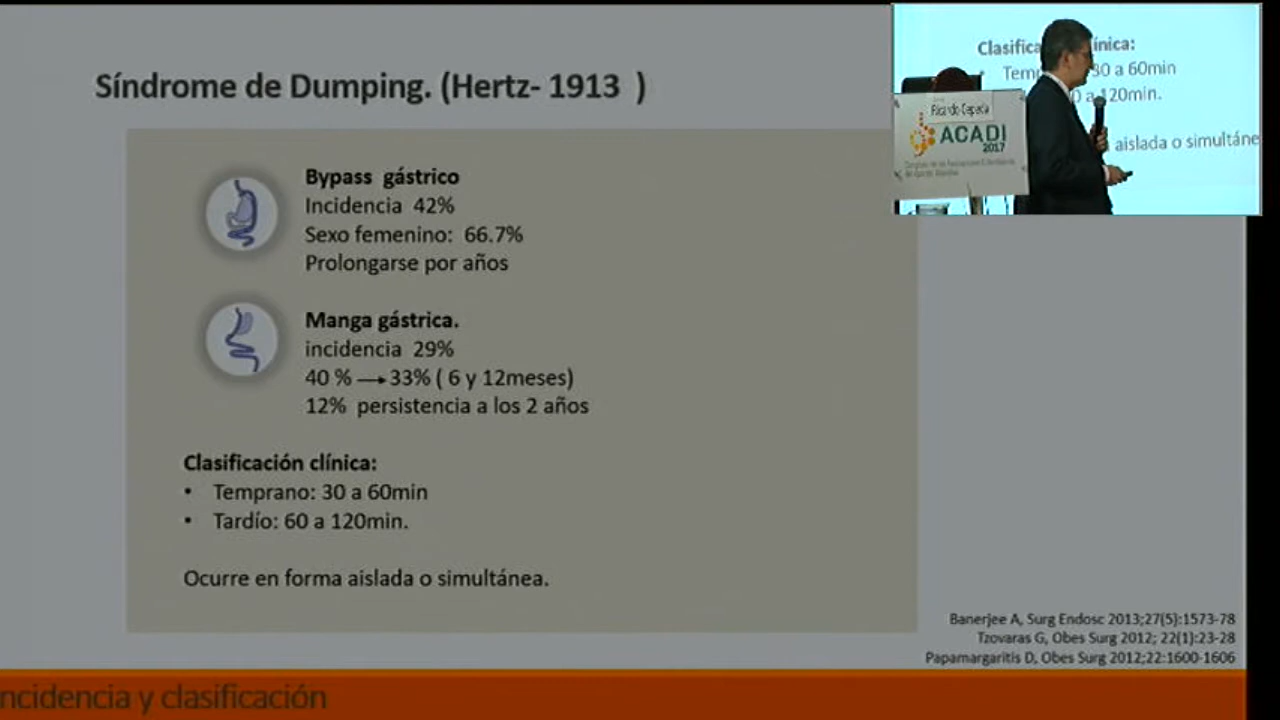 Síndrome de Dumping. (Hertz- 1913 )
Bypass gástrico
Incidencia 42%
Sexo femenino: 66.7%
Prolongarse por años
Manga gástrica.
incidencia 29%
40 % → 33% ( 6 y 12meses)
12% persistencia a los 2 años
Clasificación clínica:
• Temprano: 30 a 60min
• Tardío: 60 a 120min.
Ocurre en forma aislada o simultánea.
Banerjee A, Surg Endosc 2013;27(5):1573-78
Tzovaras G, Obes Surg 2012; 22(1):23-28
Papamargaritis D, Obes Surg 2012;22:1600-1606
ncidencia y clasificación
Clasifica ínica:
Temp 30 a 60min
0 a 120min.
aislada o simultáne
ACADI
2017